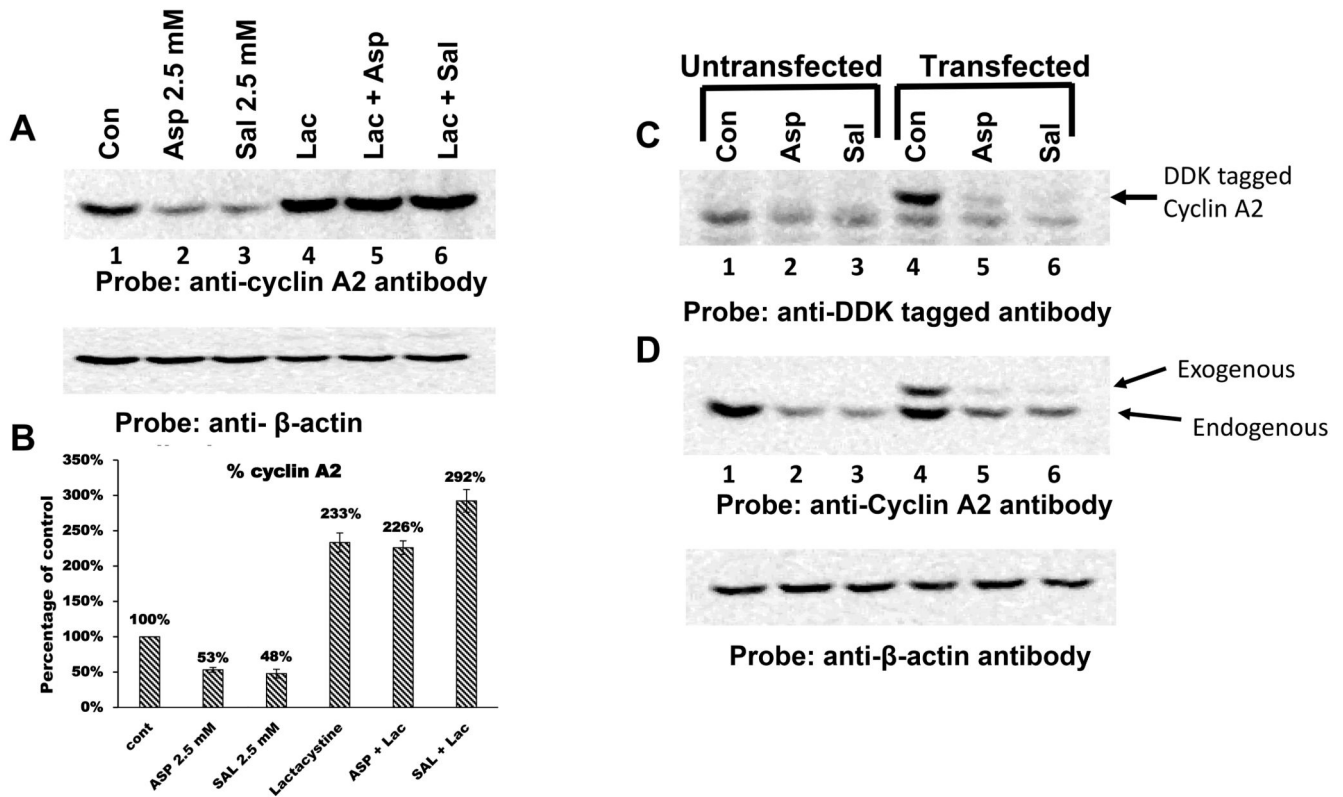 A
Con
Asp 2.5 mM
Sal 2.5 mM
Lac
Lac + Asp
Lac + Sal
1 2 3 4 5 6
Probe: anti-cyclin A2 antibody
Probe: anti- β-actin
B
% cyclin A2
Percentage of control
350%
300%
250%
200%
150%
100%
50%
0%
100%
53%
48%
233%
226%
292%
cont
ASP 2.5 mM
SAL 2.5 mM
Lactacystine
ASP + Lac
SAL + Lac
C
Untransfected Transfected
Con
Asp
Sal
Con
Asp
Sal
DDK tagged
Cyclin A2
1 2 3 4 5 6
Probe: anti-DDK tagged antibody
D
Exogenous
Endogenous
1 2 3 4 5 6
Probe: anti-Cyclin A2 antibody
Probe: anti-β-actin antibody